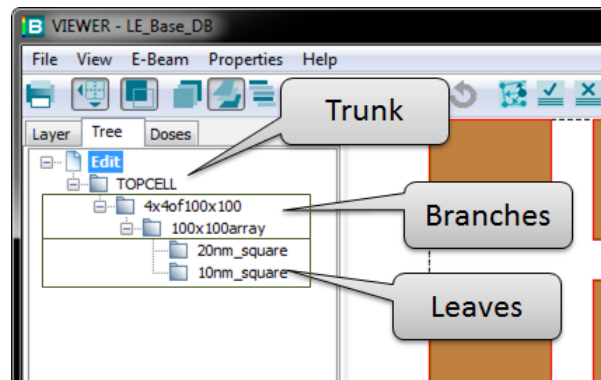 B VIEWER - LE_Base_DB
File View E-Beam Properties Help
Trunk
Layer Tree Doses
Edit
TOPCELL
4x4of100x100
Branches
100x100array
20nm_square
10nm_square
Leaves